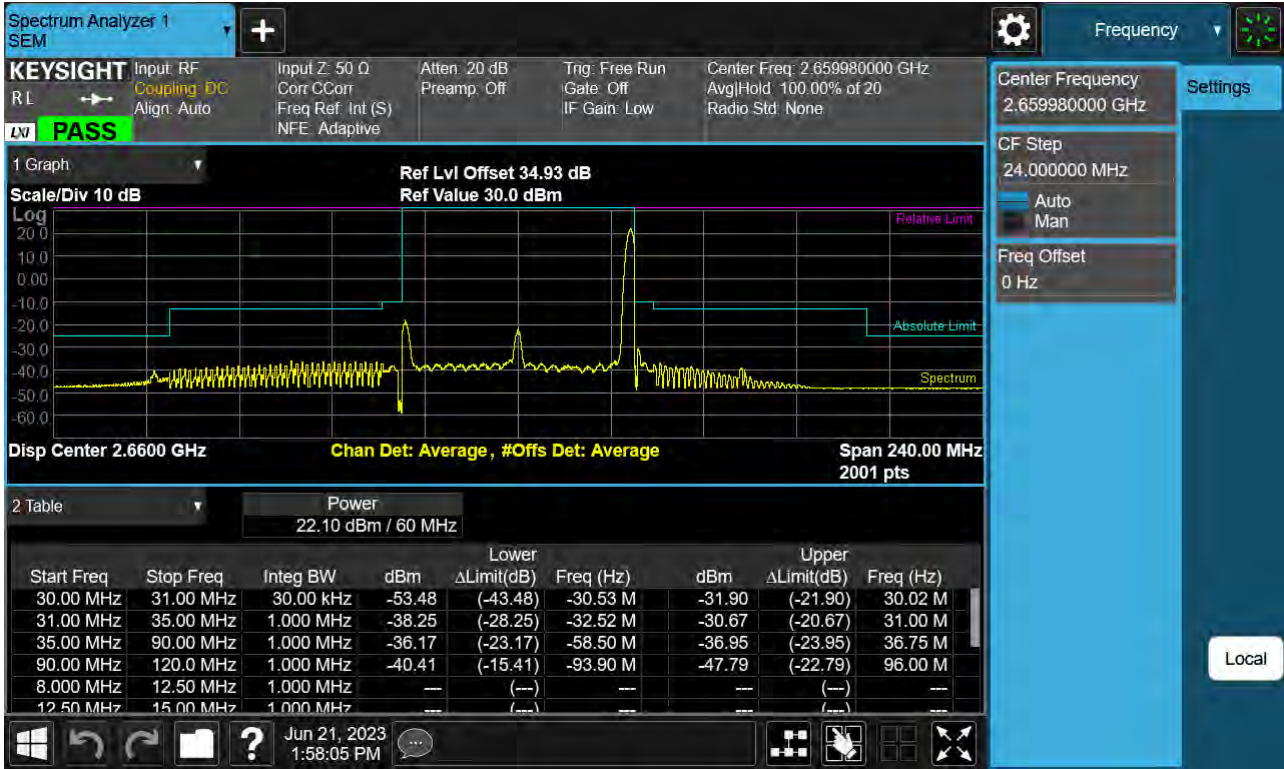 Spectrum Analyzer 1
SEM
Frequency
KEYSIGHT
R L
LXI
PASS
Input: RF
Coupling: DC
Align: Auto
Input Z: 50 Ω
Corr CCorr
Freq Ref: Int (S)
NFE: Adaptive
Atten: 20 dB
Preamp: Off
Trig: Free Run
Gate: Off
IF Gain: Low
Center Freq: 2.659980000 GHz
Avg|Hold: 100.00% of 20
Radio Std: None
Center Frequency
2.659980000 GHz
Settings
CF Step
24.000000 MHz
Auto
Man
Freq Offset
0 Hz
1 Graph
Scale/Div 10 dB
Ref Lvl Offset 34.93 dB
Ref Value 30.0 dBm
Log
20.0
10.0
0.00
-10.0
-20.0
-30.0
-40.0
-50.0
-60.0
Relative Limit
Absolute Limit
Spectrum
Disp Center 2.6600 GHz
Chan Det: Average , #Offs Det: Average
Span 240.00 MHz
2001 pts
2 Table
Power
22.10 dBm / 60 MHz
Lower Upper
Start Freq Stop Freq Integ BW dBm ΔLimit(dB) Freq (Hz) dBm ΔLimit(dB) Freq (Hz)
30.00 MHz 31.00 MHz 30.00 kHz -53.48 (-43.48) -30.53 M -31.90 (-21.90) 30.02 M
31.00 MHz 35.00 MHz 1.000 MHz -38.25 (-28.25) -32.52 M -30.67 (-20.67) 31.00 M
35.00 MHz 90.00 MHz 1.000 MHz -36.17 (-23.17) -58.50 M -36.95 (-23.95) 36.75 M
90.00 MHz 120.0 MHz 1.000 MHz -40.41 (-15.41) -93.90 M -47.79 (-22.79) 96.00 M
8.000 MHz 12.50 MHz 1.000 MHz --- (---) --- --- (---) ---
12.50 MHz 15.00 MHz 1.000 MHz --- (---) --- --- (---) ---
Local
?
Jun 21, 2023
1:58:05 PM